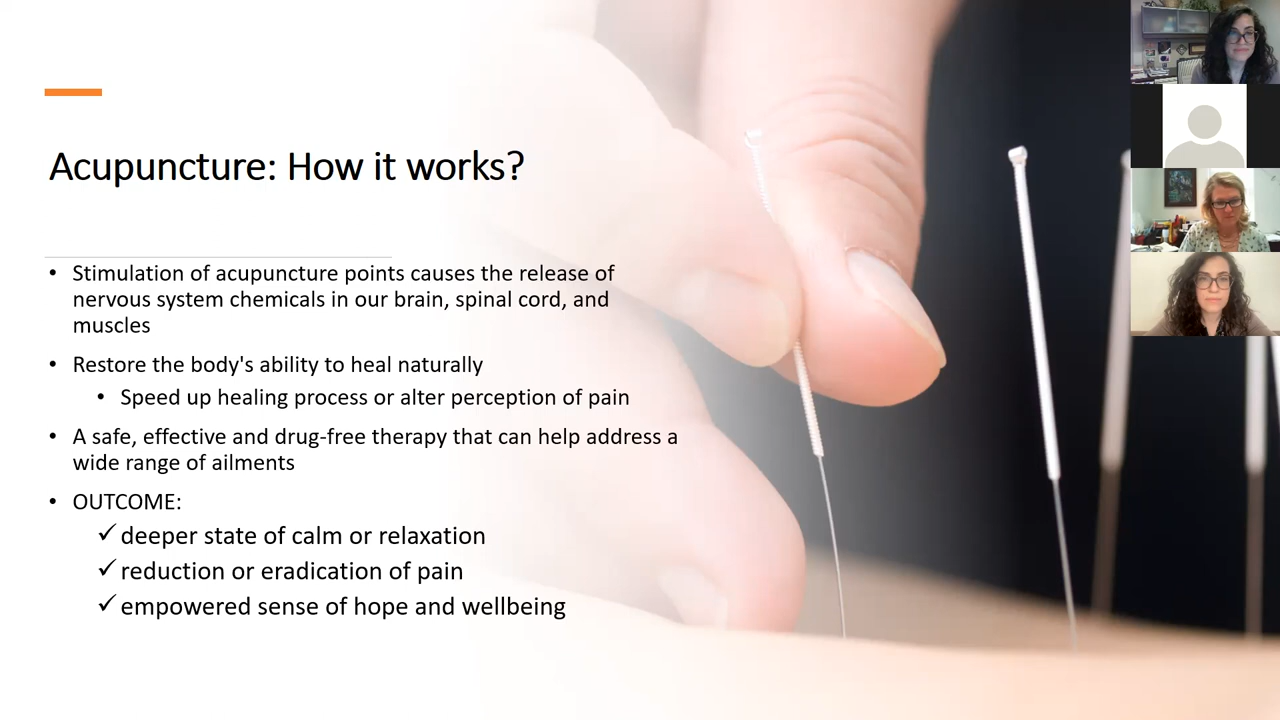 Acupuncture: How it works?
• Stimulation of acupuncture points causes the release of
nervous system chemicals in our brain, spinal cord, and
muscles
• Restore the body's ability to heal naturally
• Speed up healing process or alter perception of pain
• A safe, effective and drug-free therapy that can help address a
wide range of ailments
• OUTCOME:
✓ deeper state of calm or relaxation
✓ reduction or eradication of pain
✓ empowered sense of hope and wellbeing